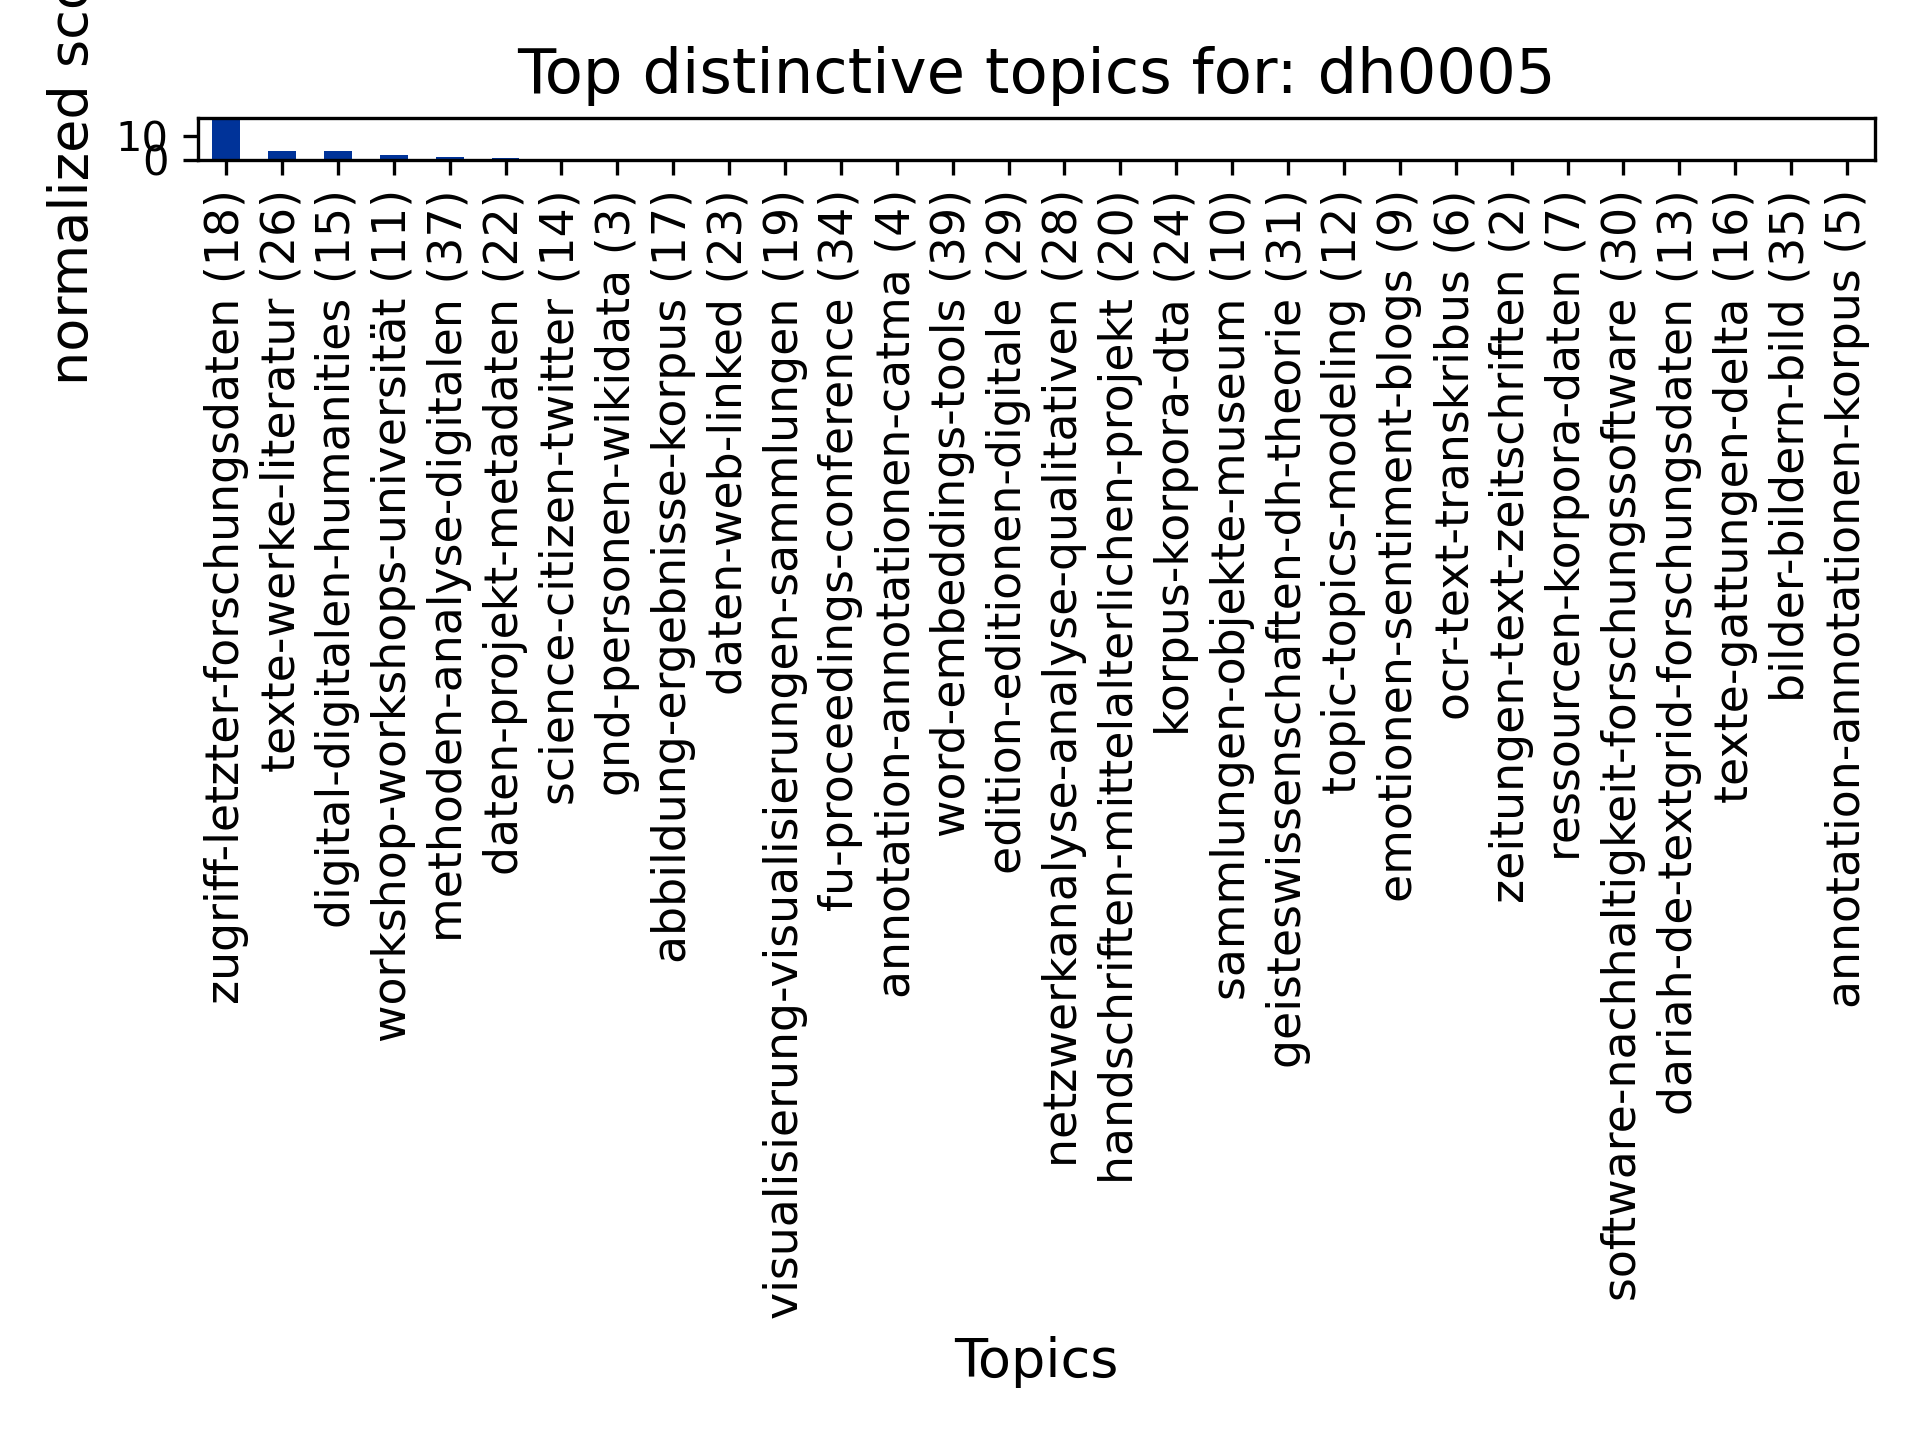 Top distinctive topics for: dh0005
normalized
10
0
zugriff-letzter-forschungsdaten (18)
texte-werke-literatur (26)
digital-digitalen-humanities (15)
workshop-workshops-universität (11)
methoden-analyse-digitalen (37)
daten-projekt-metadaten (22)
science-citizen-twitter (14)
gnd-personen-wikidata (3)
abbildung-ergebnisse-korpus (17)
daten-web-linked (23)
visualisierung-visualisierungen-sammlungen (19)
fu-proceedings-conference (34)
annotation-annotationen-catma (4)
word-embeddings-tools (39)
edition-editionen-digitale (29)
netzwerkanalyse-analyse-qualitativen (28)
handschriften-mittelalterlichen-projekt (20)
korpus-korpora-dta (24)
sammlungen-objekte-museum (10)
geisteswissenschaften-dh-theorie (31)
topic-topics-modeling (12)
emotionen-sentiment-blogs (9)
ocr-text-transkribus (6)
zeitungen-text-zeitschriften (2)
ressourcen-korpora-daten (7)
software-nachhaltigkeit-forschungssoftware (30)
dariah-de-textgrid-forschungsdaten (13)
texte-gattungen-delta (16)
bilder-bildern-bild (35)
annotation-annotationen-korpus (5)
Topics